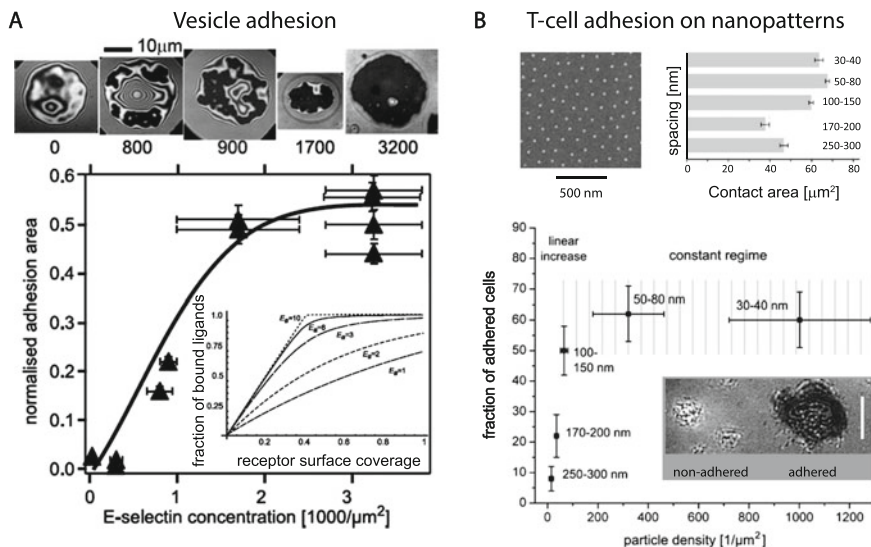 A
Vesicle adhesion
10μm
0
800
900
1700
3200
normalised adhesion area
0.6
0.5
0.4
0.3
0.2
0.1
0.0
0
1
2
3
E-selectin concentration [1000/μm²]
fraction of bound ligands
1.0
0.75
0.5
0.25
0.2
0.4
0.6
0.8
1
receptor surface coverage
Eₐ=10
Eₐ=6
Eₐ=3
Eₐ=2
Eₐ=1
B
T-cell adhesion on nanopatterns
500 nm
spacing [nm]
30-40
50-80
100-150
170-200
250-300
0
20
40
60
80
Contact area [μm²]
fraction of adhered cells
90
80
70
60
50
40
30
20
10
0
linear
increase
constant regime
50-80 nm
30-40 nm
100-
150 nm
170-200 nm
250-300 nm
non-adhered
adhered
0
200
400
600
800
1000
1200
particle density [1/μm²]